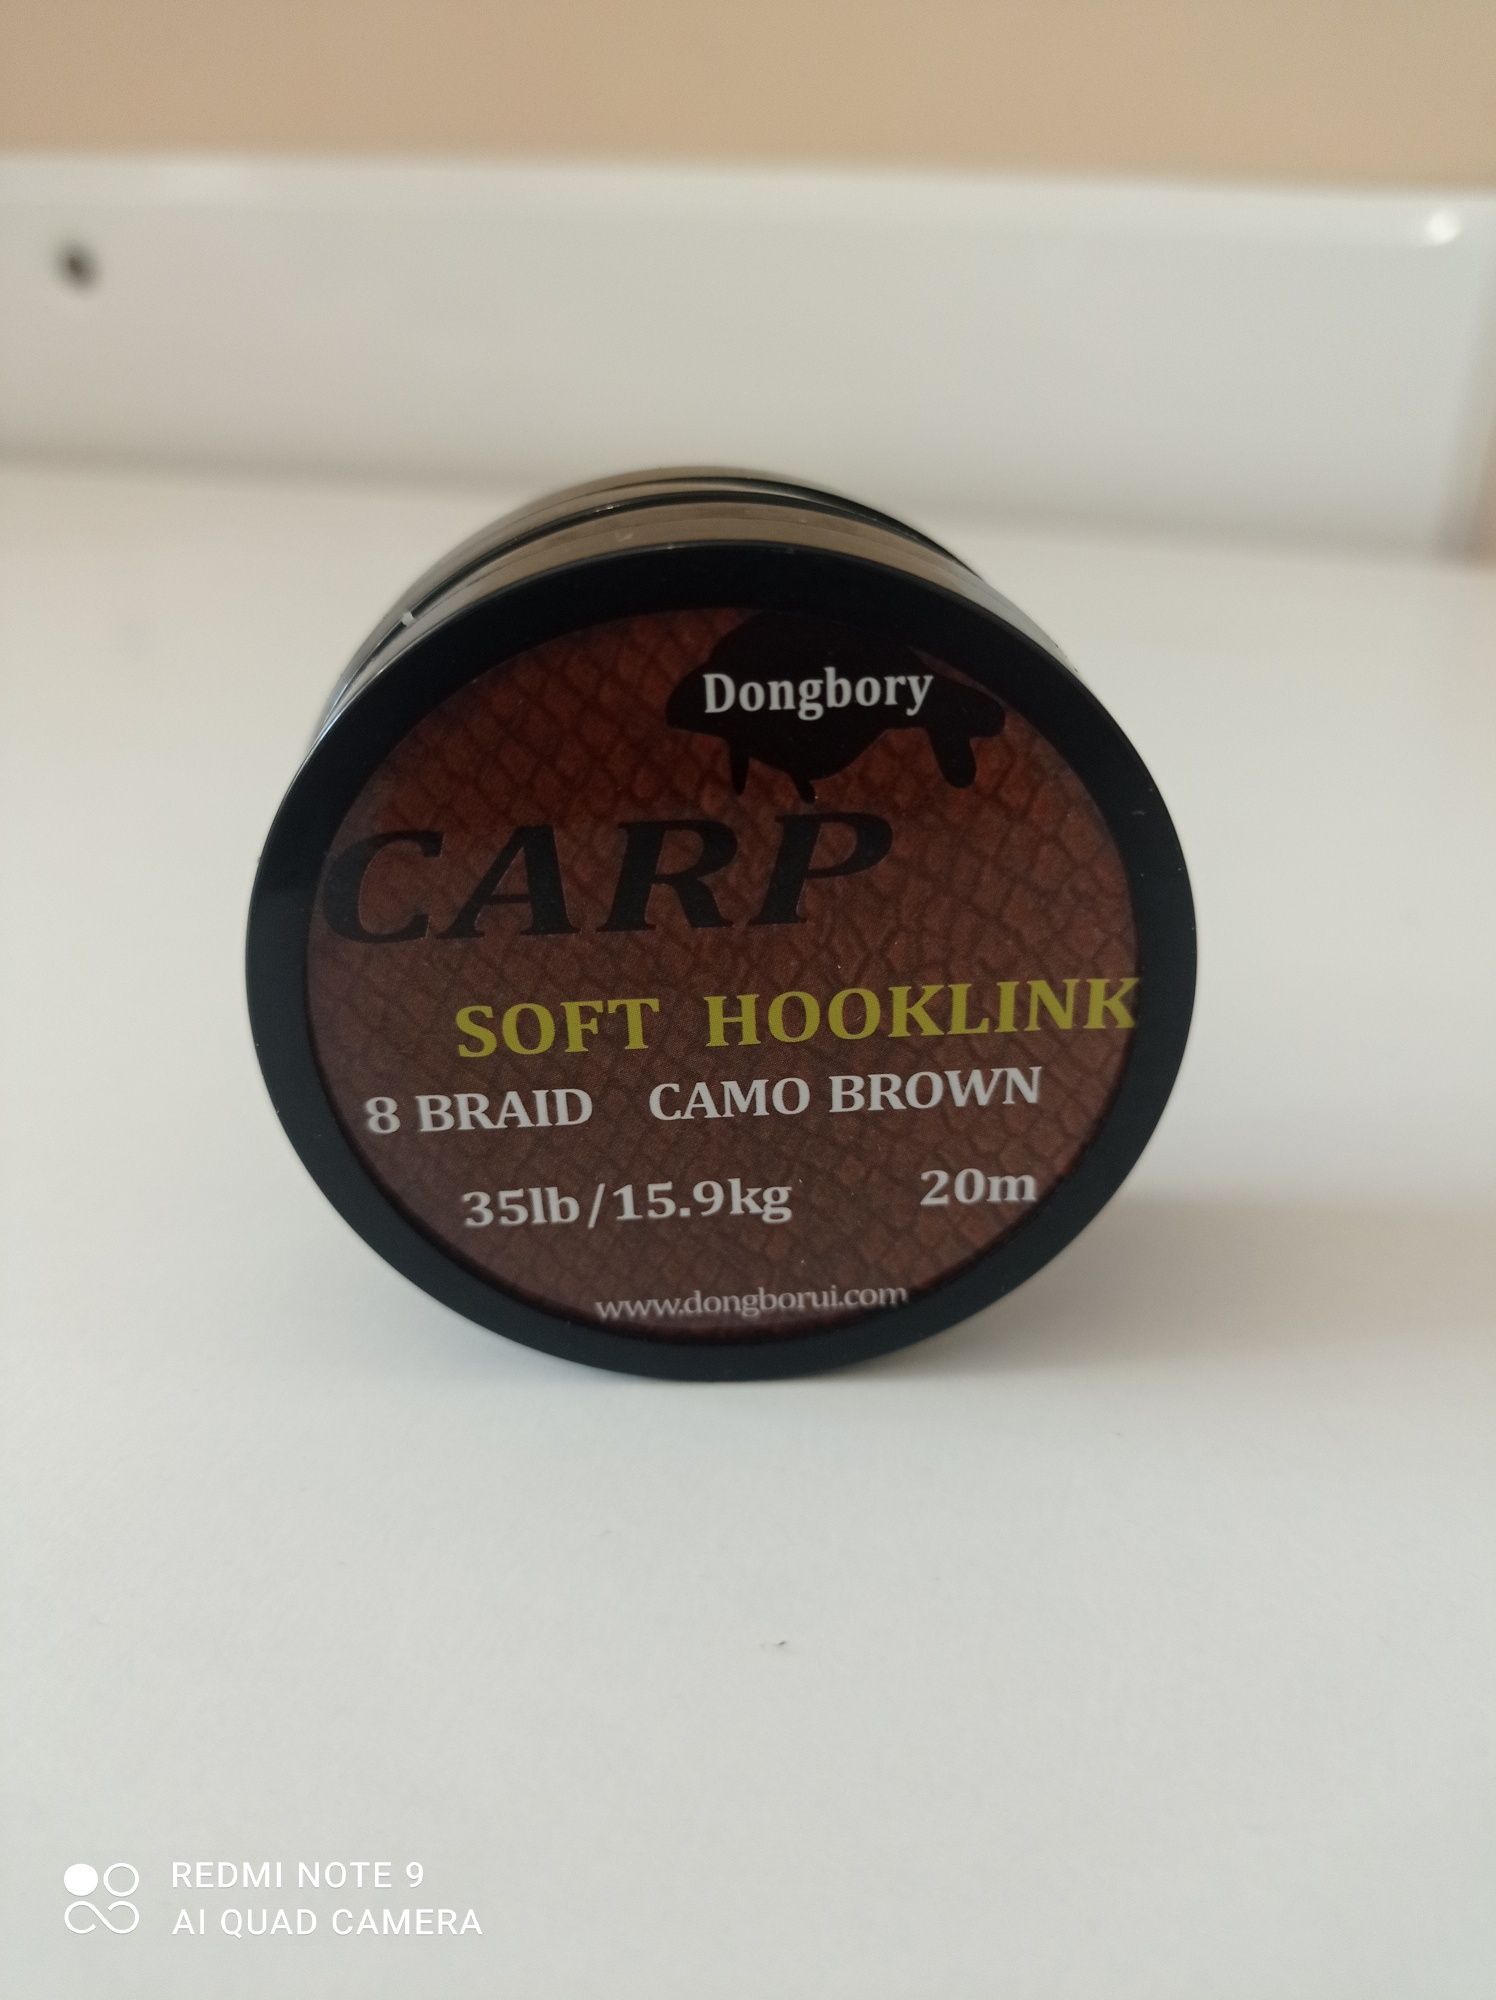 Dongbory
CARP
SOFT HOOKLINK
8 BRAID CAMO BROWN
35lb/15.9kg 20m
www.dongborui.com
REDMI NOTE 9
AI QUAD CAMERA